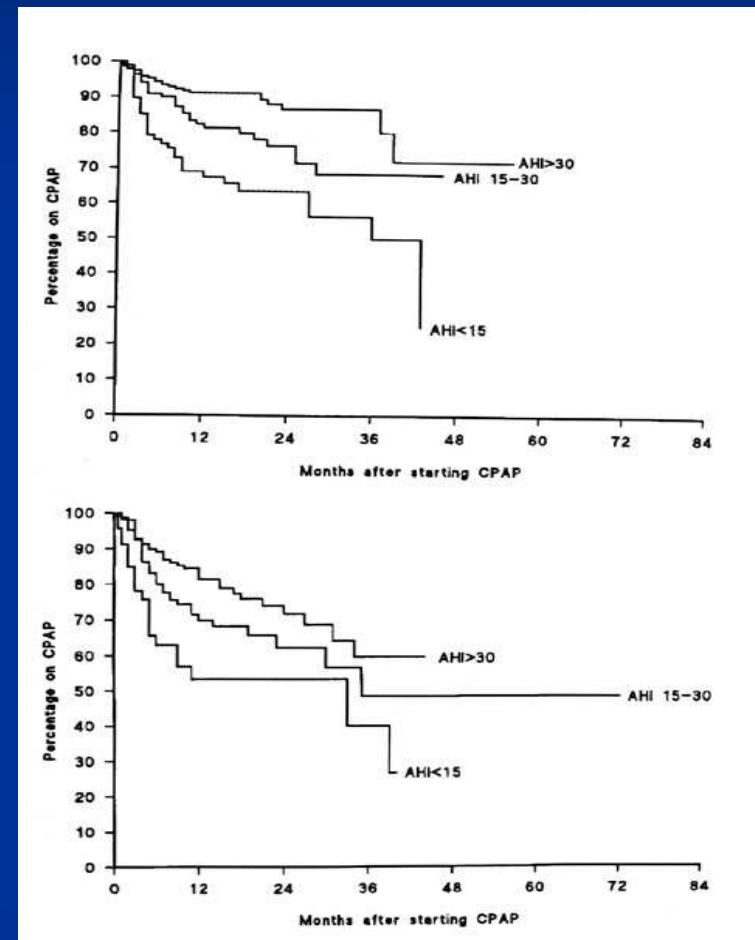 100
90
80
70
60
50
40
30
20
10
0
Percentage on CPAP
AHI>30
AHI 15-30
AHI<15
0 12 24 36 48 60 72 84
Months after starting CPAP
100
90
80
70
60
50
40
30
20
10
0
Percentage on CPAP
AHI>30
AHI 15-30
AHI<15
0 12 24 36 48 60 72 84
Months after starting CPAP